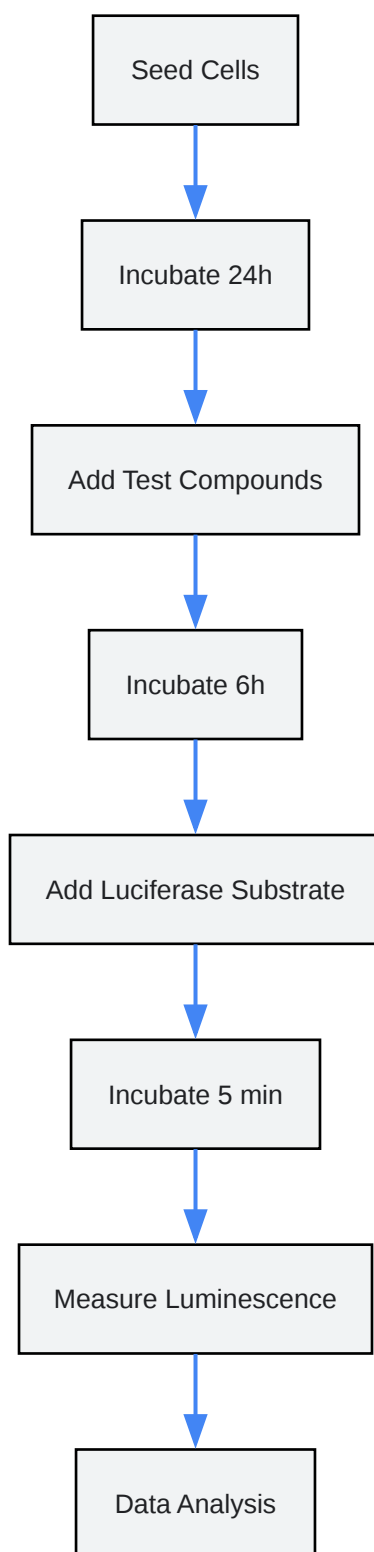 Seed Cells
Incubate 24h
Add Test Compounds
Incubate 6h
Add Luciferase Substrate
Incubate 5 min
Measure Luminescence
Data Analysis